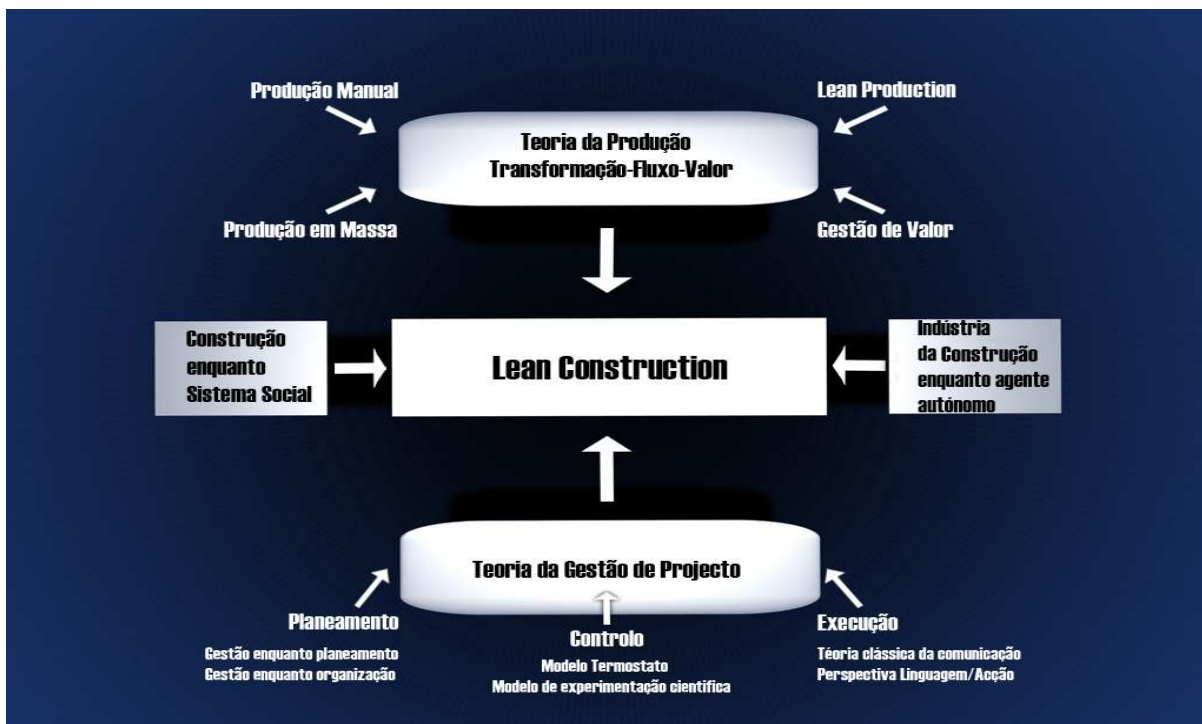 Produção Manual
Lean Production
Teoria da Produção
Transformação-Fluxo-Valor
Produção em Massa
Gestão de Valor
Construção
enquanto
Sistema Social
Lean Construction
Indústria
da Construção
enquanto agente
autónomo
Teoria da Gestão de Projecto
Planeamento
Gestão enquanto planeamento
Gestão enquanto organização
Controlo
Modelo Termostato
Modelo de experimentação cientifica
Execução
Téoria clássica da comunicação
Perspectiva Linguagem/Acção